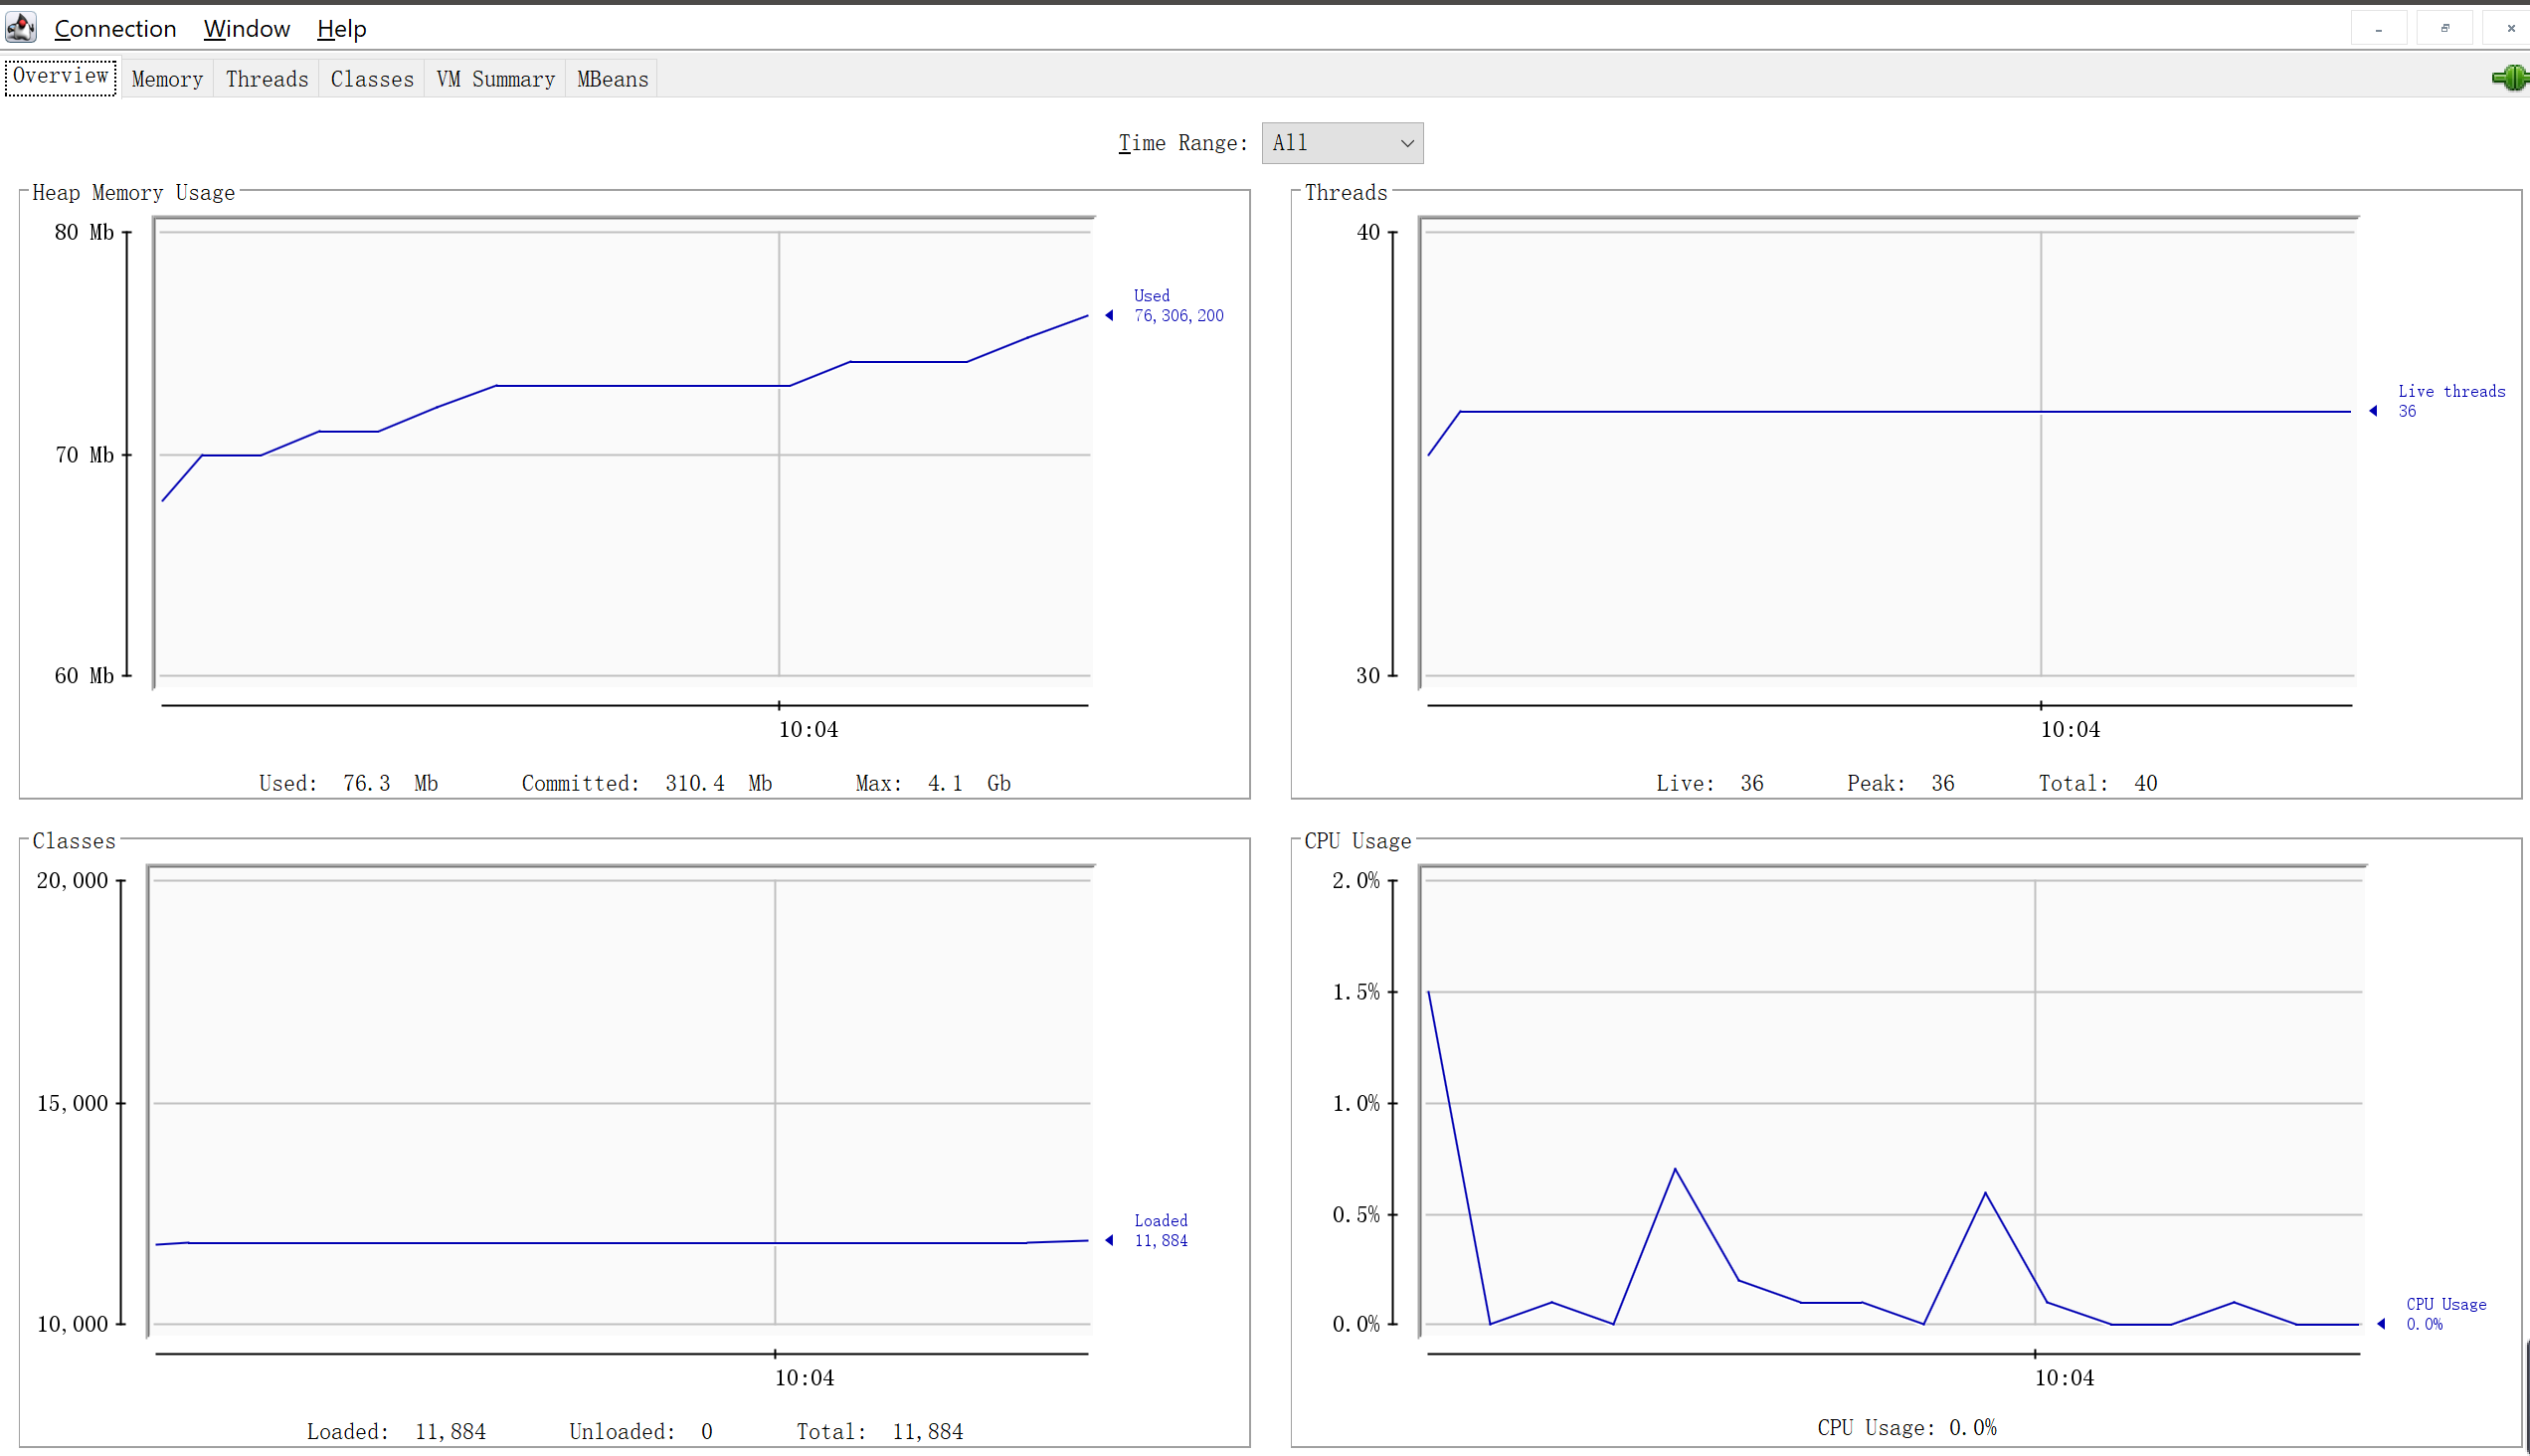 Connection Window Help
Overview Memory Threads Classes VM Summary MBeans
Time Range: All
Heap Memory Usage
80 Mb
70 Mb
60 Mb
Used
76,306,200
10:04
Used: 76.3 Mb Committed: 310.4 Mb Max: 4.1 Gb
Threads
40
30
Live threads
36
10:04
Live: 36 Peak: 36 Total: 40
Classes
20,000
15,000
10,000
Loaded
11,884
10:04
Loaded: 11,884 Unloaded: 0 Total: 11,884
CPU Usage
2.0%
1.5%
1.0%
0.5%
0.0%
CPU Usage
0.0%
10:04
CPU Usage: 0.0%